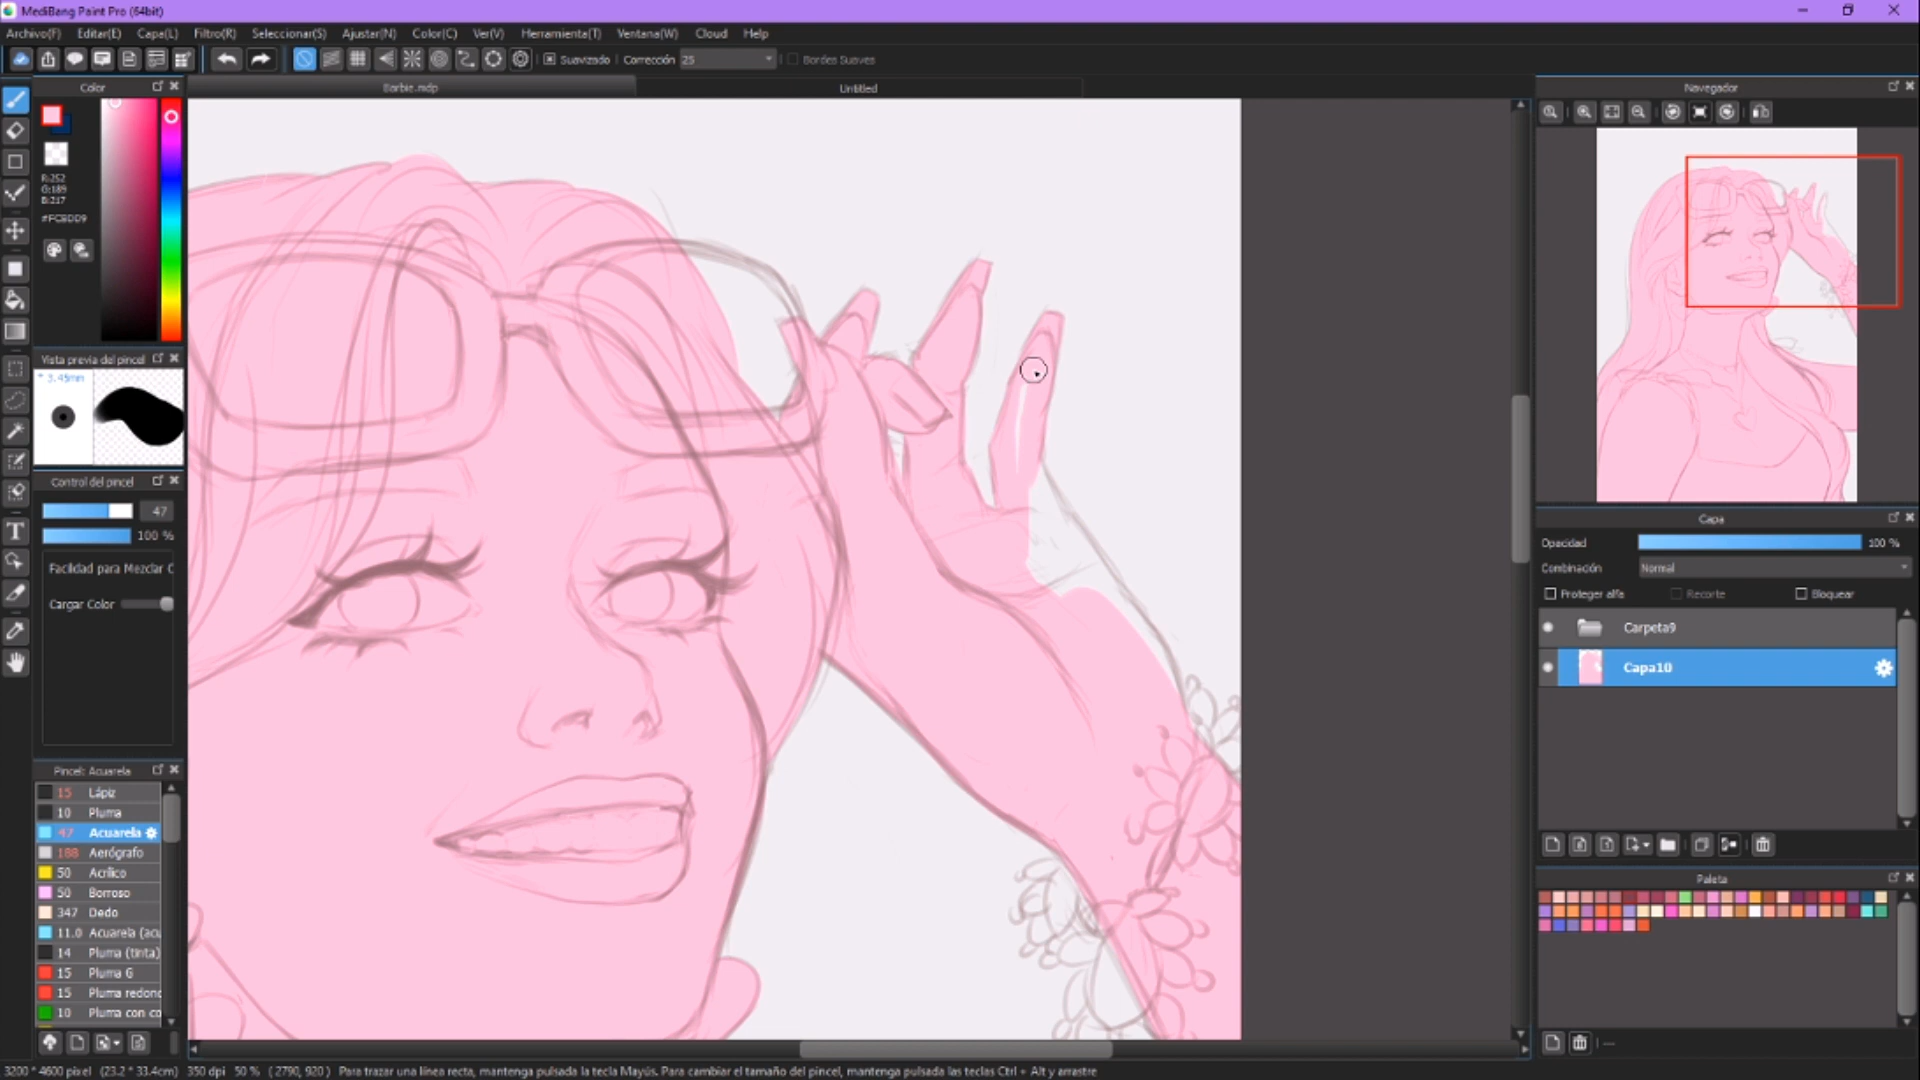 MediBang Paint Pro (64bit)
Archivo(F) Editar(E) Capa(L) Filtro(R) Seleccionar(S) Ajustar(N) Color(C) Ver(V) Herramienta(T) Ventana(W) Cloud Help
Suavizado Corrección 25 Bordes Suaves
Color
Barbie.mdp
Untitled
Navegador
R:252
G:189
B:217
#FCBDD9
Vista previa del pincel
3.45mm
Control del pincel
47
100 %
Facilidad para Mezclar C
Cargar Color
Capa
Opacidad 100 %
Combinación Normal
Proteger alfa Recorte Bloquear
Carpeta9
Capa10
Pincel: Acuarela
15 Lápiz
10 Pluma
47 Acuarela
188 Aerógrafo
50 Acrílico
50 Borroso
347 Dedo
11.0 Acuarela (acu
14 Pluma (tinta)
15 Pluma G
15 Pluma redond
10 Pluma con co
Paleta
3200 * 4600 pixel (23.2 * 33.4cm) 350 dpi 50 % ( 2790, 920 ) Para trazar una línea recta, mantenga pulsada la tecla Mayús. Para cambiar el tamaño del pincel, mantenga pulsada las teclas Ctrl + Alt y arrastre